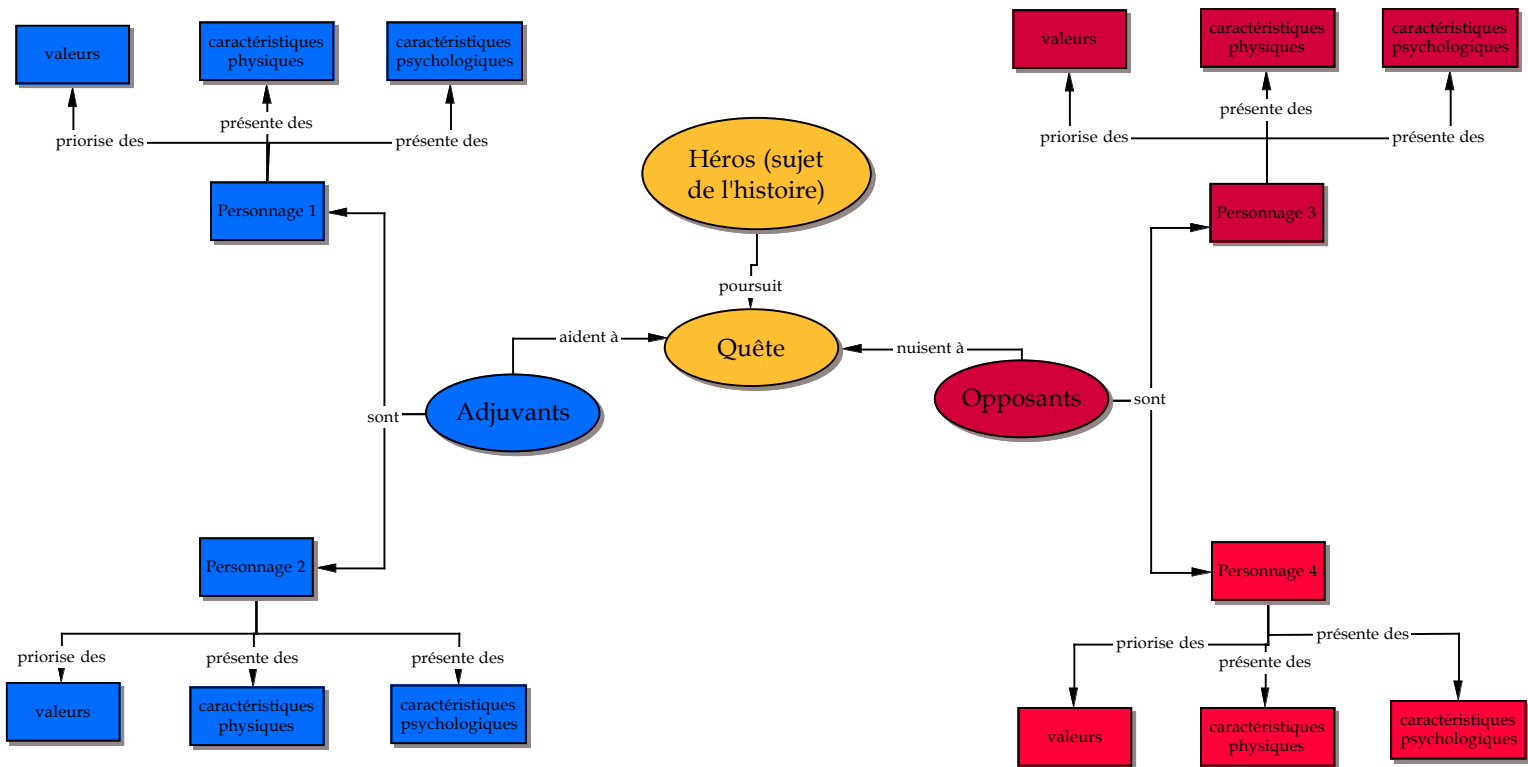 valeurs
caractéristiques
physiques
caractéristiques
psychologiques
priorise des
présente des
présente des
Personnage 1
Héros (sujet
de l'histoire)
poursuit
Quête
aident à
nuisent à
Adjuvants
sont
Opposants
sont
valeurs
caractéristiques
physiques
caractéristiques
psychologiques
priorise des
présente des
présente des
Personnage 3
Personnage 2
priorise des
présente des
présente des
valeurs
caractéristiques
physiques
caractéristiques
psychologiques
Personnage 4
priorise des
présente des
présente des
valeurs
caractéristiques
physiques
caractéristiques
psychologiques